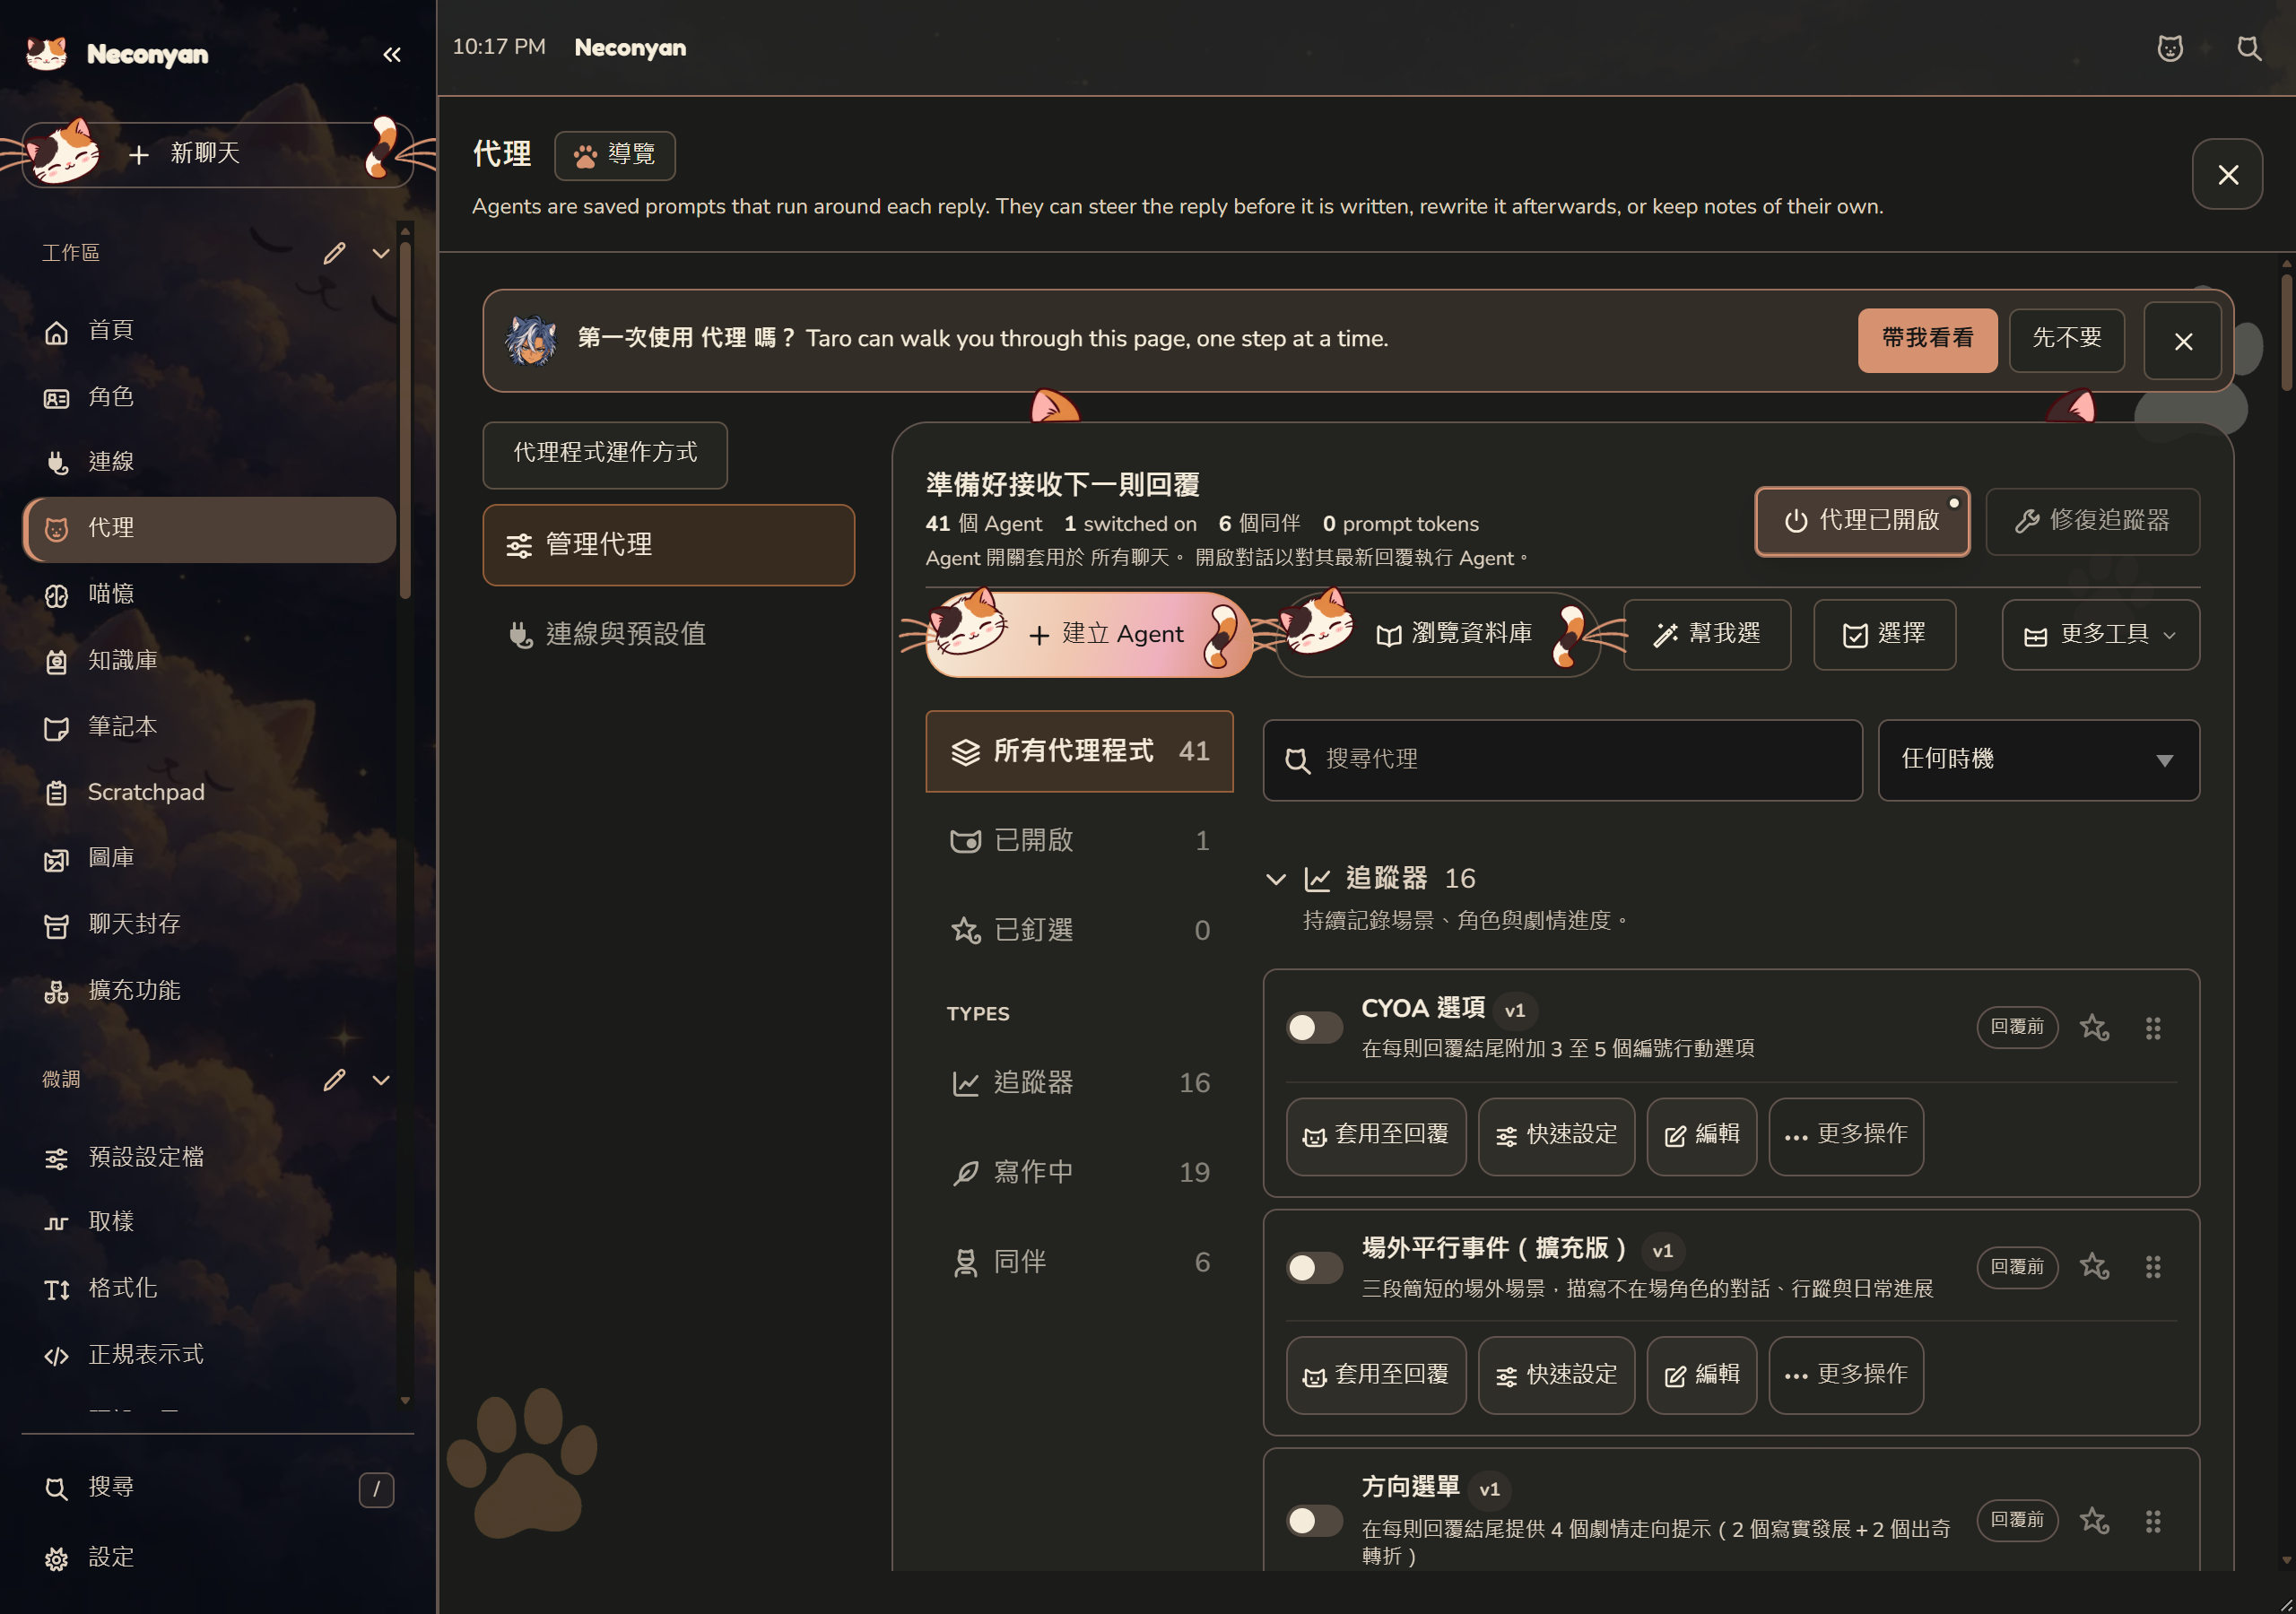 Neconyan
新聊天
工作區
首頁
角色
連線
代理
喵憶
知識庫
筆記本
Scratchpad
圖庫
聊天封存
擴充功能
微調
預設設定檔
取樣
格式化
正規表示式
搜尋 /
設定
10:17 PM Neconyan
代理 導覽
Agents are saved prompts that run around each reply. They can steer the reply before it is written, rewrite it afterwards, or keep notes of their own.
第一次使用 代理 嗎？ Taro can walk you through this page, one step at a time. 帶我看看 先不要
代理程式運作方式
管理代理
連線與預設值
準備好接收下一則回覆
41 個 Agent 1 switched on 6 個同伴 0 prompt tokens
Agent 開關套用於 所有聊天。 開啟對話以對其最新回覆執行 Agent。
代理已開啟 修復追蹤器
建立 Agent 瀏覽資料庫 幫我選 選擇 更多工具
所有代理程式 41
已開啟 1
已釘選 0
TYPES
追蹤器 16
寫作中 19
同伴 6
搜尋代理 任何時機
追蹤器 16
持續記錄場景、角色與劇情進度。
CYOA 選項 v1
在每則回覆結尾附加 3 至 5 個編號行動選項
回覆前
套用至回覆 快速設定 編輯 更多操作
場外平行事件（擴充版） v1
三段簡短的場外場景，描寫不在場角色的對話、行蹤與日常進展
回覆前
套用至回覆 快速設定 編輯 更多操作
方向選單 v1
在每則回覆結尾提供 4 個劇情走向提示（2 個寫實發展＋2 個出奇
轉折）
回覆前